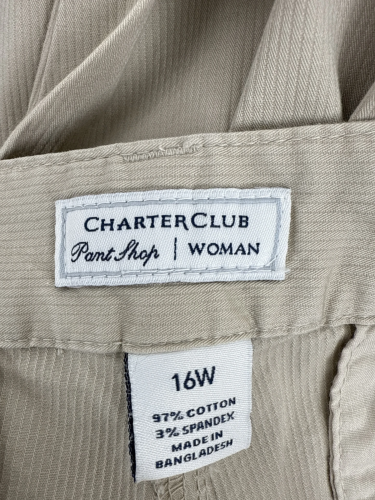 CHARTER CLUB
Pant Shop | WOMAN
16W
97% COTTON
3% SPANDEX
MADE IN
BANGLADESH